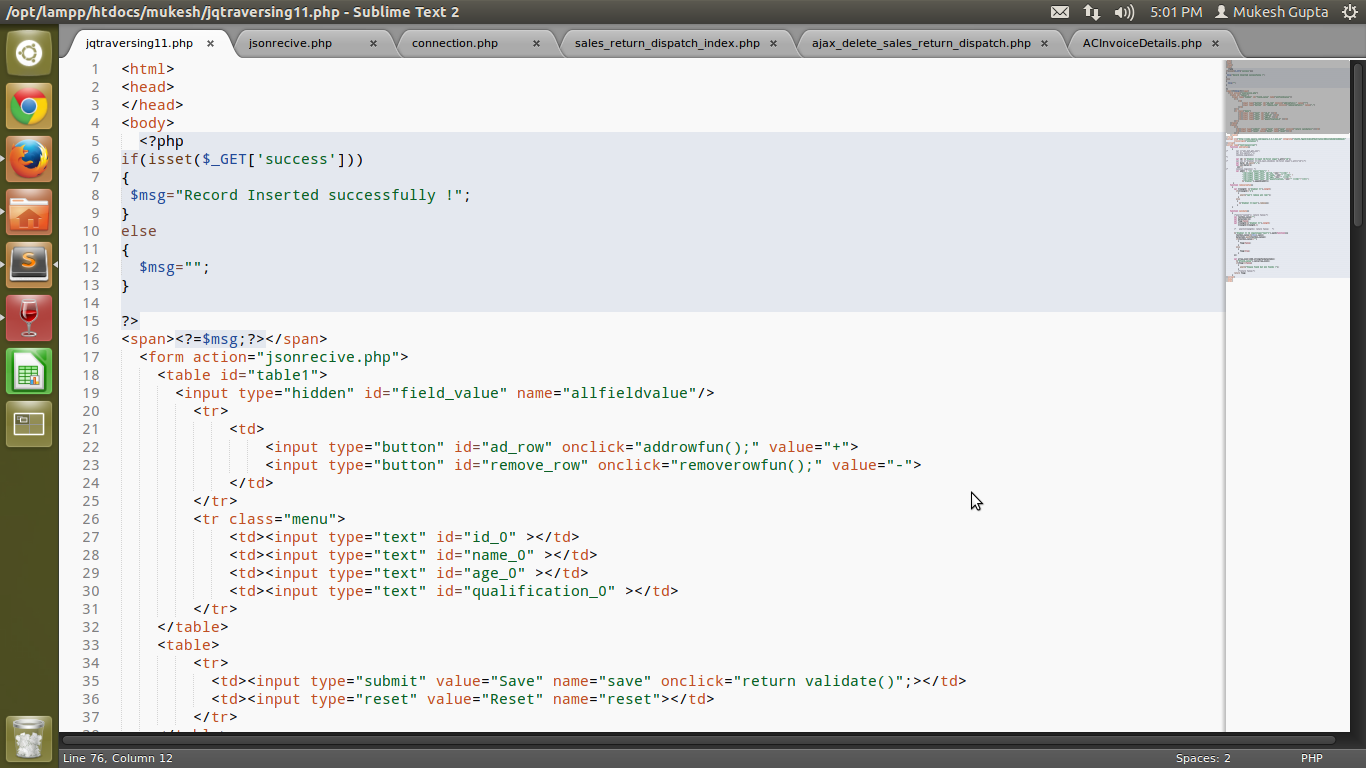 /opt/lampp/htdocs/mukesh/jqtraversing11.php - Sublime Text 2
5:01 PM Mukesh Gupta
jqtraversing11.php × jsonrecive.php × connection.php × sales_return_dispatch_index.php × ajax_delete_sales_return_dispatch.php × ACInvoiceDetails.php ×
1 <html>
2 <head>
3 </head>
4 <body>
5 <?php
6 if(isset($_GET['success']))
7 {
8 $msg="Record Inserted successfully !";
9 }
10 else
11 {
12 $msg="";
13 }
14
15 ?>
16 <span><?=$msg;?></span>
17 <form action="jsonrecive.php">
18 <table id="table1">
19 <input type="hidden" id="field_value" name="allfieldvalue"/>
20 <tr>
21 <td>
22 <input type="button" id="ad_row" onclick="addrowfun();" value="+">
23 <input type="button" id="remove_row" onclick="removerowfun();" value="-">
24 </td>
25 </tr>
26 <tr class="menu">
27 <td><input type="text" id="id_0" ></td>
28 <td><input type="text" id="name_0" ></td>
29 <td><input type="text" id="age_0" ></td>
30 <td><input type="text" id="qualification_0" ></td>
31 </tr>
32 </table>
33 <table>
34 <tr>
35 <td><input type="submit" value="Save" name="save" onclick="return validate()";></td>
36 <td><input type="reset" value="Reset" name="reset"></td>
37 </tr>
Line 76, Column 12
Spaces: 2 PHP